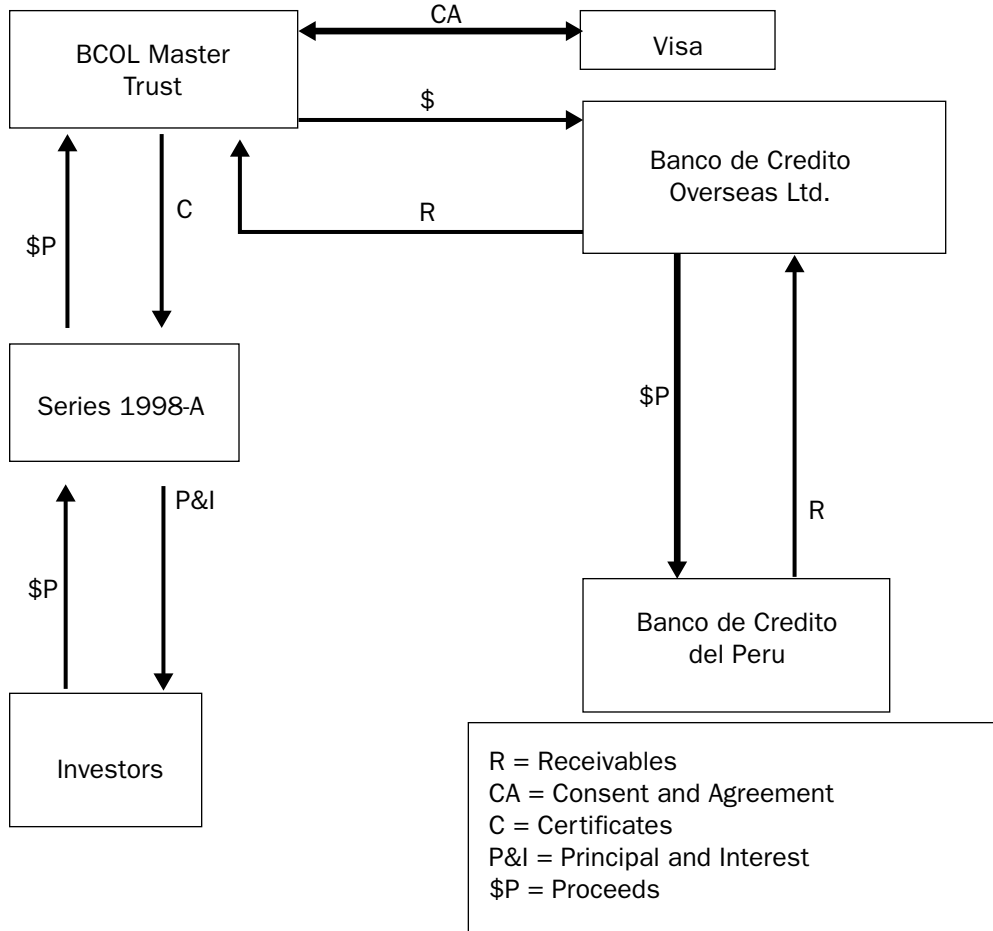 CA
BCOL Master
Trust
Visa
$
Banco de Credito
Overseas Ltd.
R
C
$P
Series 1998-A
$P
P&I
R
$P
Banco de Credito
del Peru
Investors
R = Receivables
CA = Consent and Agreement
C = Certificates
P&I = Principal and Interest
$P = Proceeds